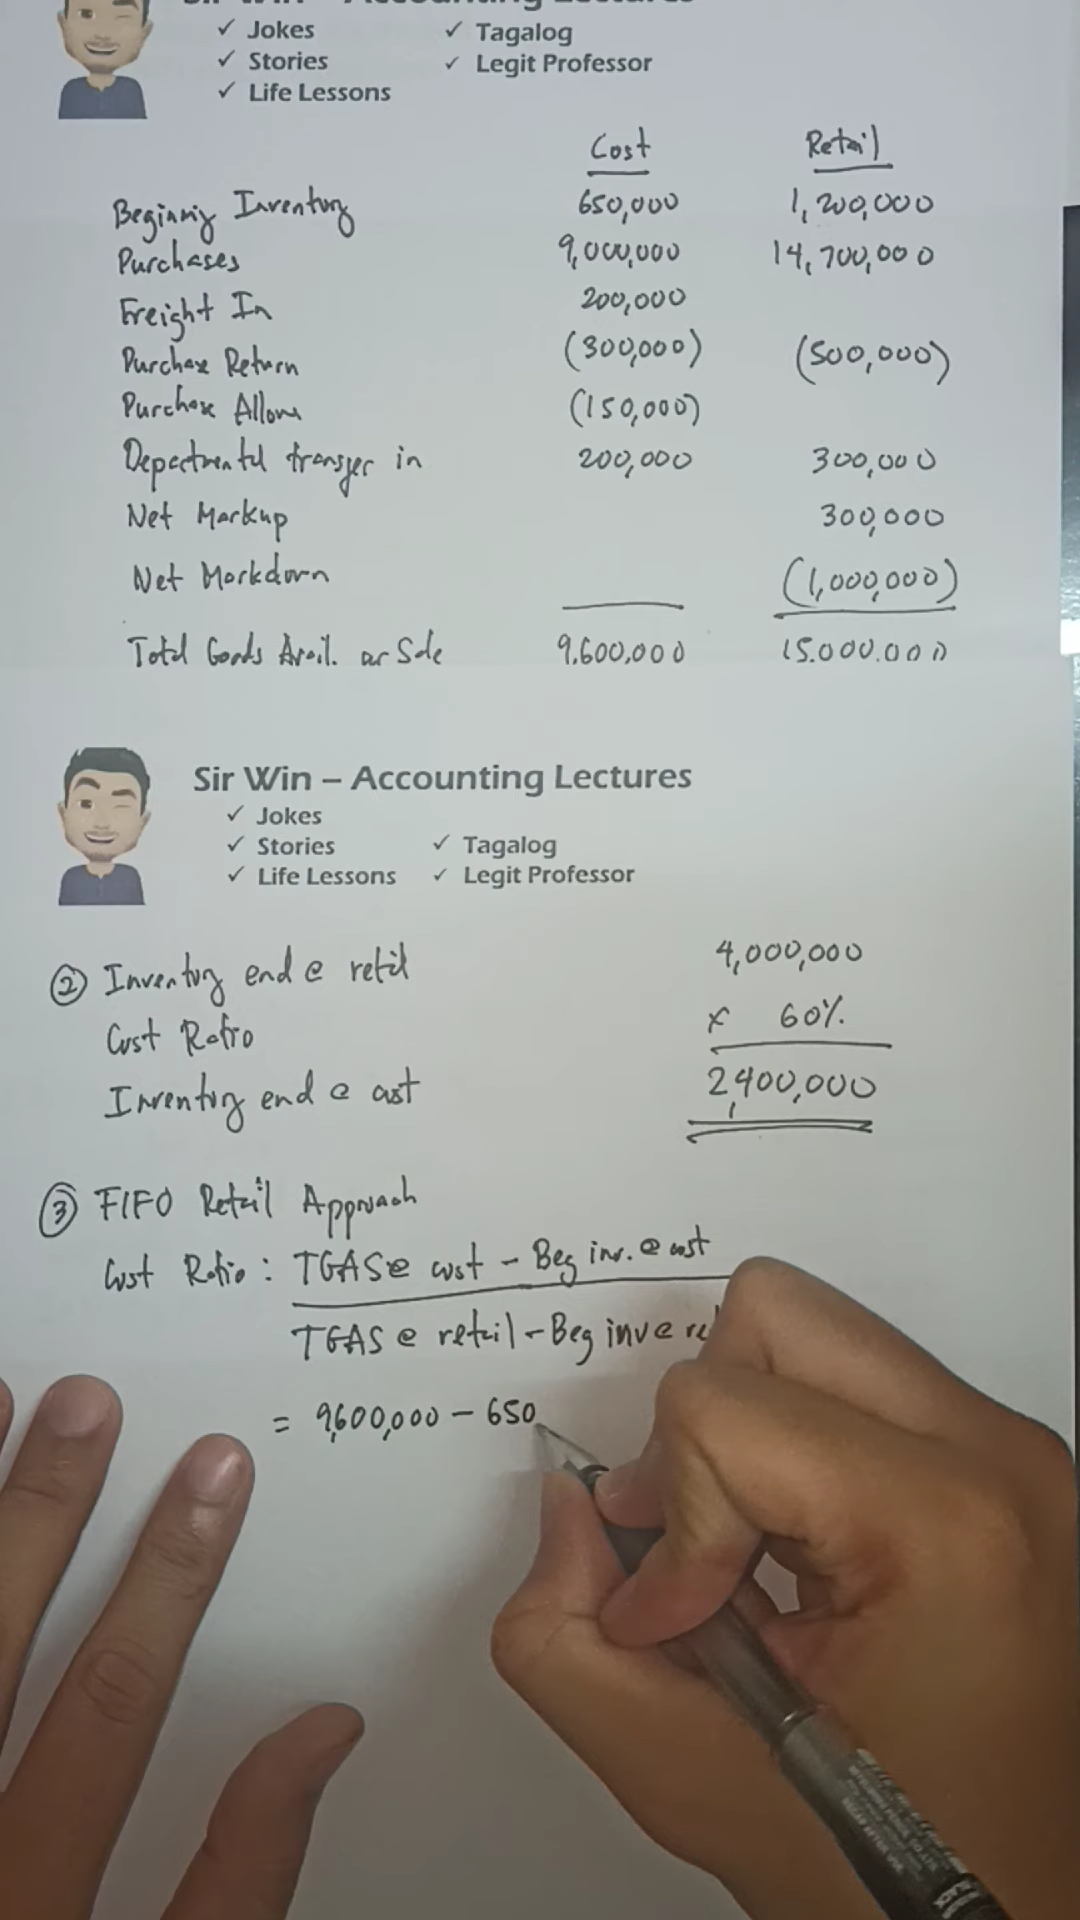 ✓ Jokes ✓ Tagalog
✓ Stories ✓ Legit Professor
✓ Life Lessons
Cost Retail
Beginning Inventory 650,000 1,200,000
Purchases 9,000,000 14,700,000
Freight In 200,000
Purchase Return (300,000) (500,000)
Purchase Allow (150,000)
Departmental transfer in 200,000 300,000
Net Markup 300,000
Net Markdown (1,000,000)
Total Goods Avail. for Sale 9,600,000 15,000,000
Sir Win – Accounting Lectures
✓ Jokes
✓ Stories ✓ Tagalog
✓ Life Lessons ✓ Legit Professor
② Inventory end @ retail 4,000,000
Cost Ratio x 60%
Inventory end @ cost 2,400,000
③ FIFO Retail Approach
Cost Ratio : TGAS @ cost - Beg inv. @ cost
TGAS @ retail - Beg inv @ re
= 9,600,000 - 650
BLACK